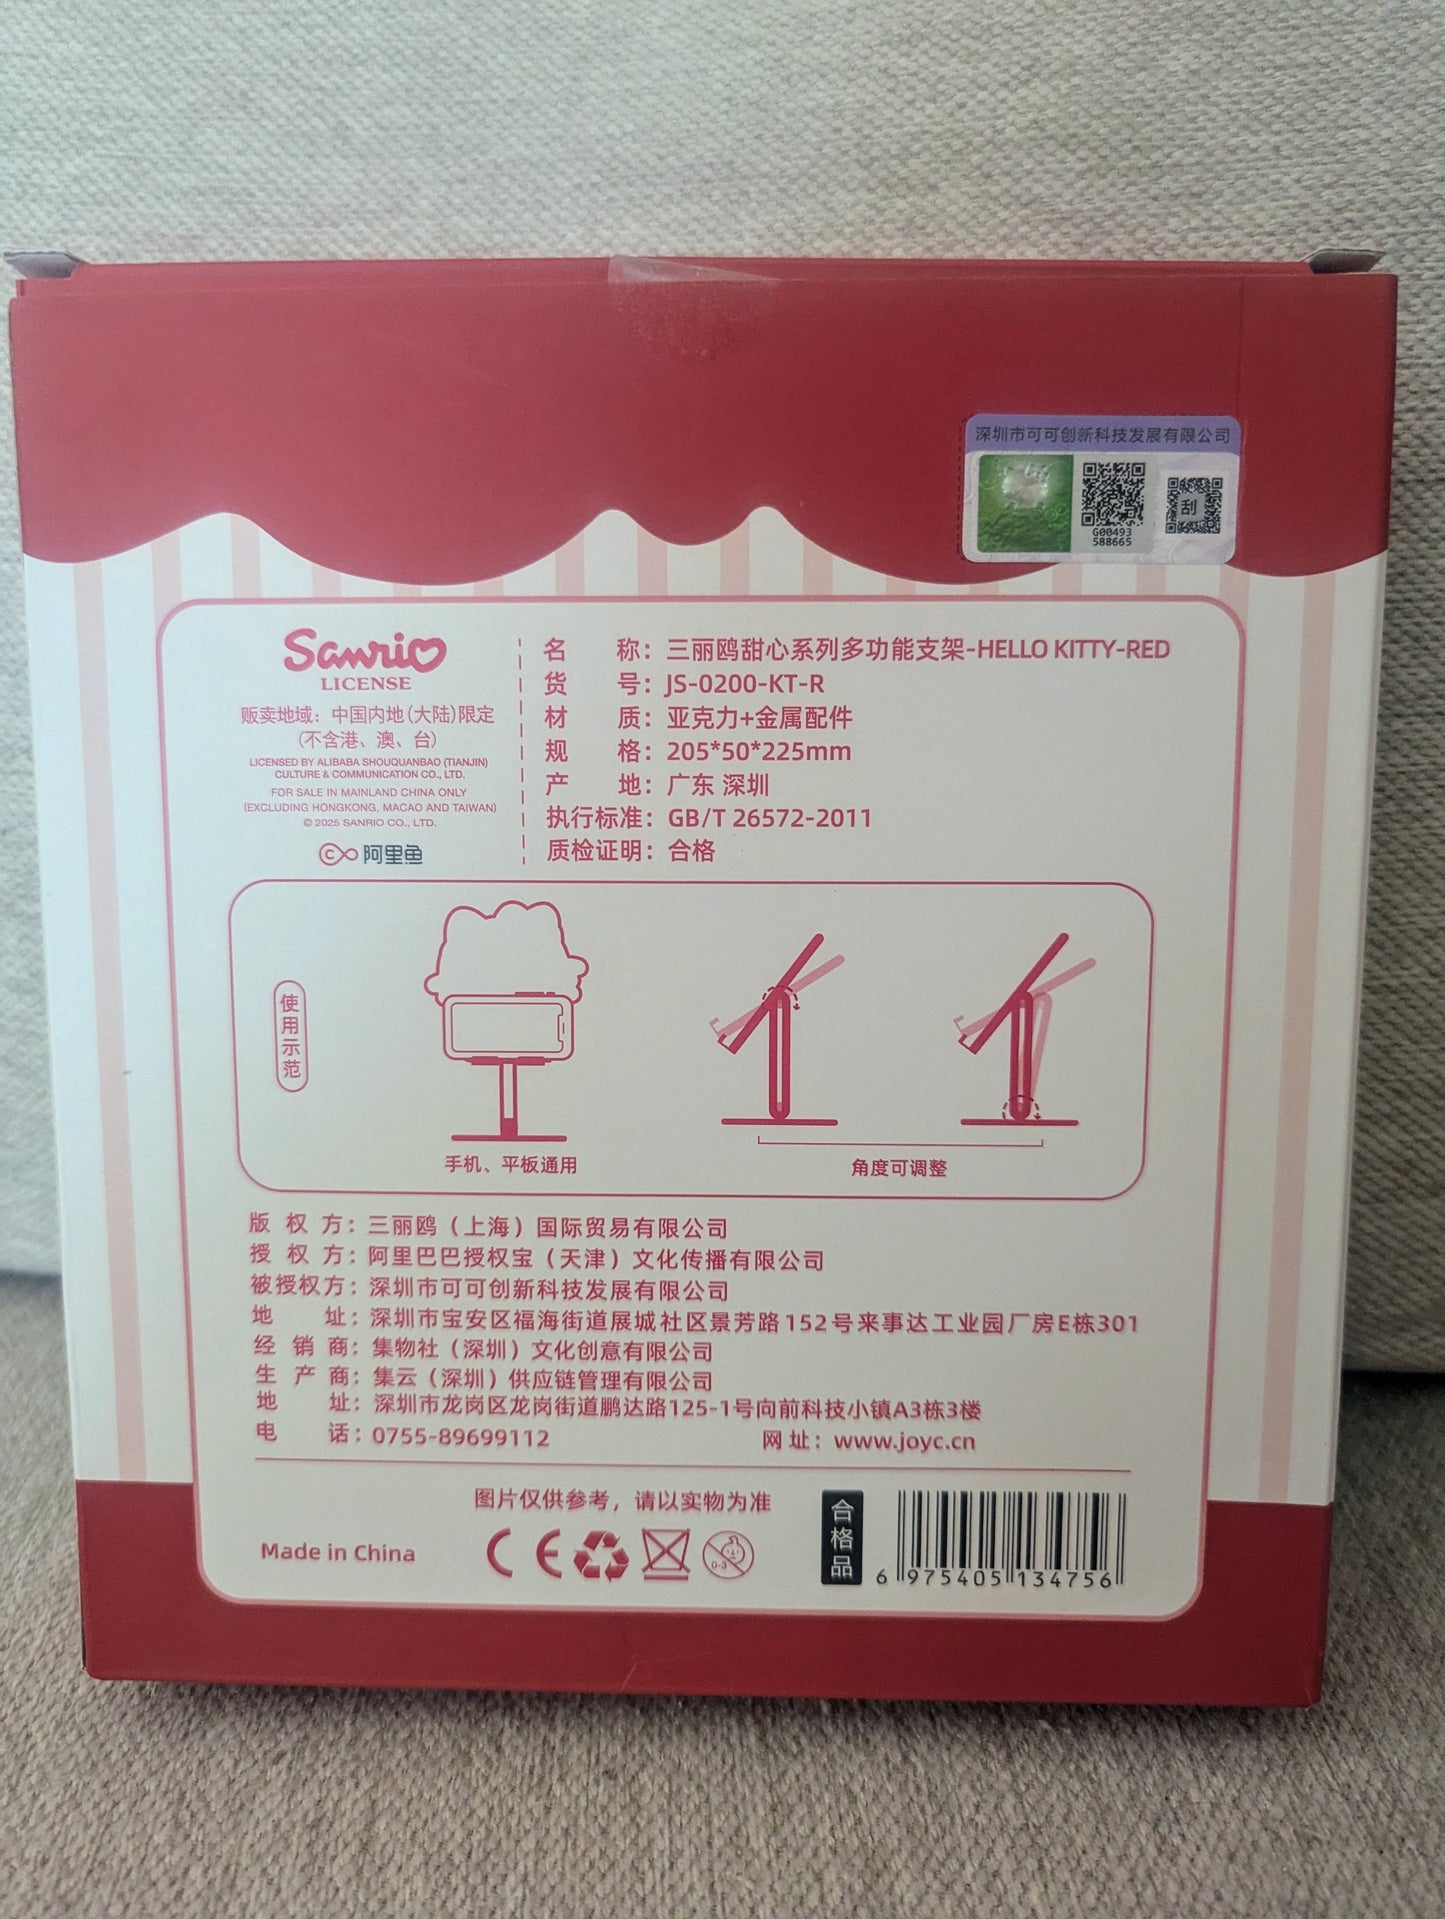 深圳市可可创新科技发展有限公司
刮
G00493
588665
Sanrio
LICENSE
贩卖地域：中国内地(大陆)限定
(不含港、澳、台)
LICENSED BY ALIBABA SHOUQUANBAO (TIANJIN)
CULTURE & COMMUNICATION CO., LTD.
FOR SALE IN MAINLAND CHINA ONLY
(EXCLUDING HONGKONG, MACAO AND TAIWAN)
© 2025 SANRIO CO., LTD.
阿里鱼
名 称：三丽鸥甜心系列多功能支架-HELLO KITTY-RED
货 号：JS-0200-KT-R
材 质：亚克力+金属配件
规 格：205*50*225mm
产 地：广东 深圳
执行标准：GB/T 26572-2011
质检证明：合格
使用示范
手机、平板通用
角度可调整
版 权 方：三丽鸥（上海）国际贸易有限公司
授 权 方：阿里巴巴授权宝（天津）文化传播有限公司
被授权方：深圳市可可创新科技发展有限公司
地 址：深圳市宝安区福海街道展城社区景芳路152号来事达工业园厂房E栋301
经 销 商：集物社（深圳）文化创意有限公司
生 产 商：集云（深圳）供应链管理有限公司
地 址：深圳市龙岗区龙岗街道鹏达路125-1号向前科技小镇A3栋3楼
电 话：0755-89699112 网 址：www.joyc.cn
图片仅供参考，请以实物为准
Made in China
CE
0-3
合格品
6 975405 134756